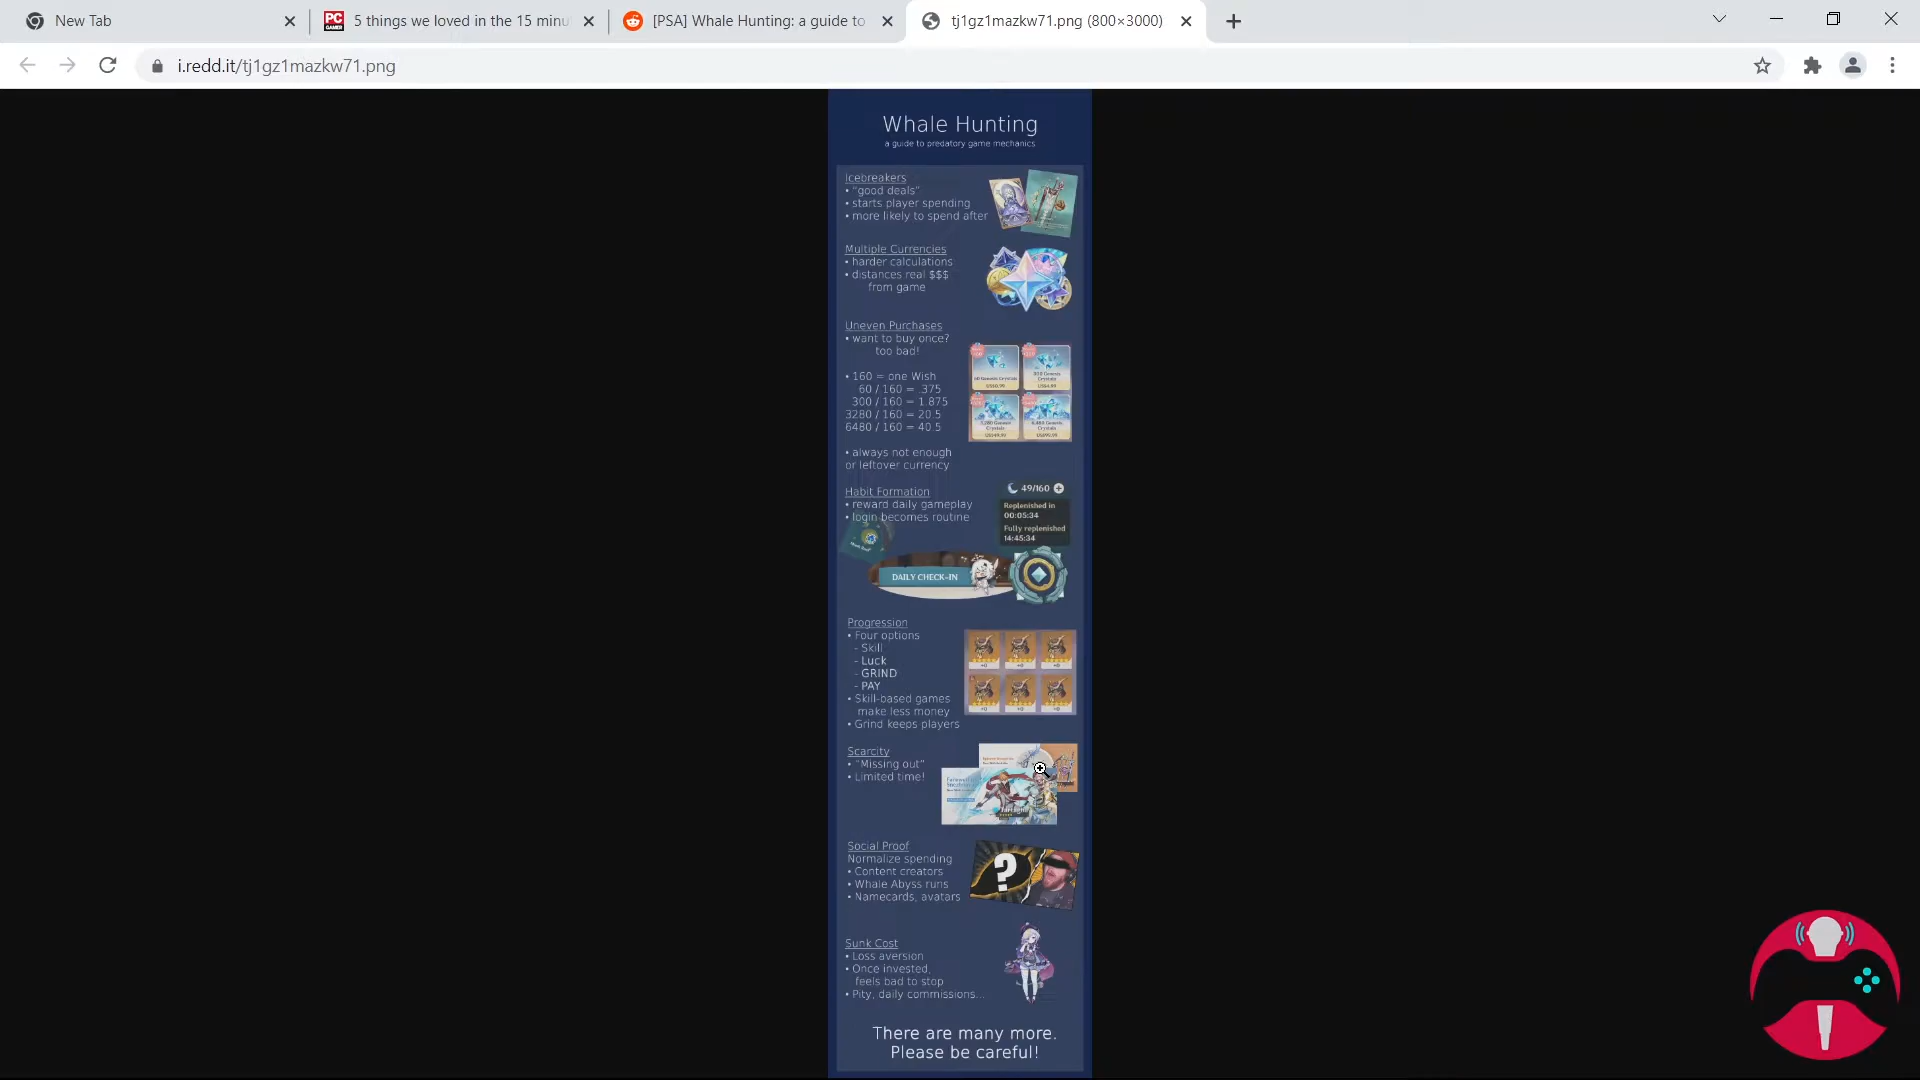 New Tab
5 things we loved in the 15 minu
[PSA] Whale Hunting: a guide to
tj1gz1mazkw71.png (800×3000)
i.redd.it/tj1gz1mazkw71.png
Whale Hunting
a guide to predatory game mechanics
Icebreakers
• "good deals"
• starts player spending
• more likely to spend after
Multiple Currencies
• harder calculations
• distances real $$$
from game
Uneven Purchases
• want to buy once?
too bad!
• 160 = one Wish
60 / 160 = .375
300 / 160 = 1.875
3280 / 160 = 20.5
6480 / 160 = 40.5
• always not enough
or leftover currency
Habit Formation
• reward daily gameplay
• login becomes routine
49/160
Replenished in
00:05:34
Fully replenished
14:45:34
DAILY CHECK-IN
Progression
• Four options
- Skill
- Luck
- GRIND
- PAY
• Skill-based games
make less money
• Grind keeps players
+0 +0 +0
+0 +0 +0
Scarcity
• "Missing out"
• Limited time!
Social Proof
Normalize spending
• Content creators
• Whale Abyss runs
• Namecards, avatars
?
Sunk Cost
• Loss aversion
• Once invested,
feels bad to stop
• Pity, daily commissions...
There are many more.
Please be careful!